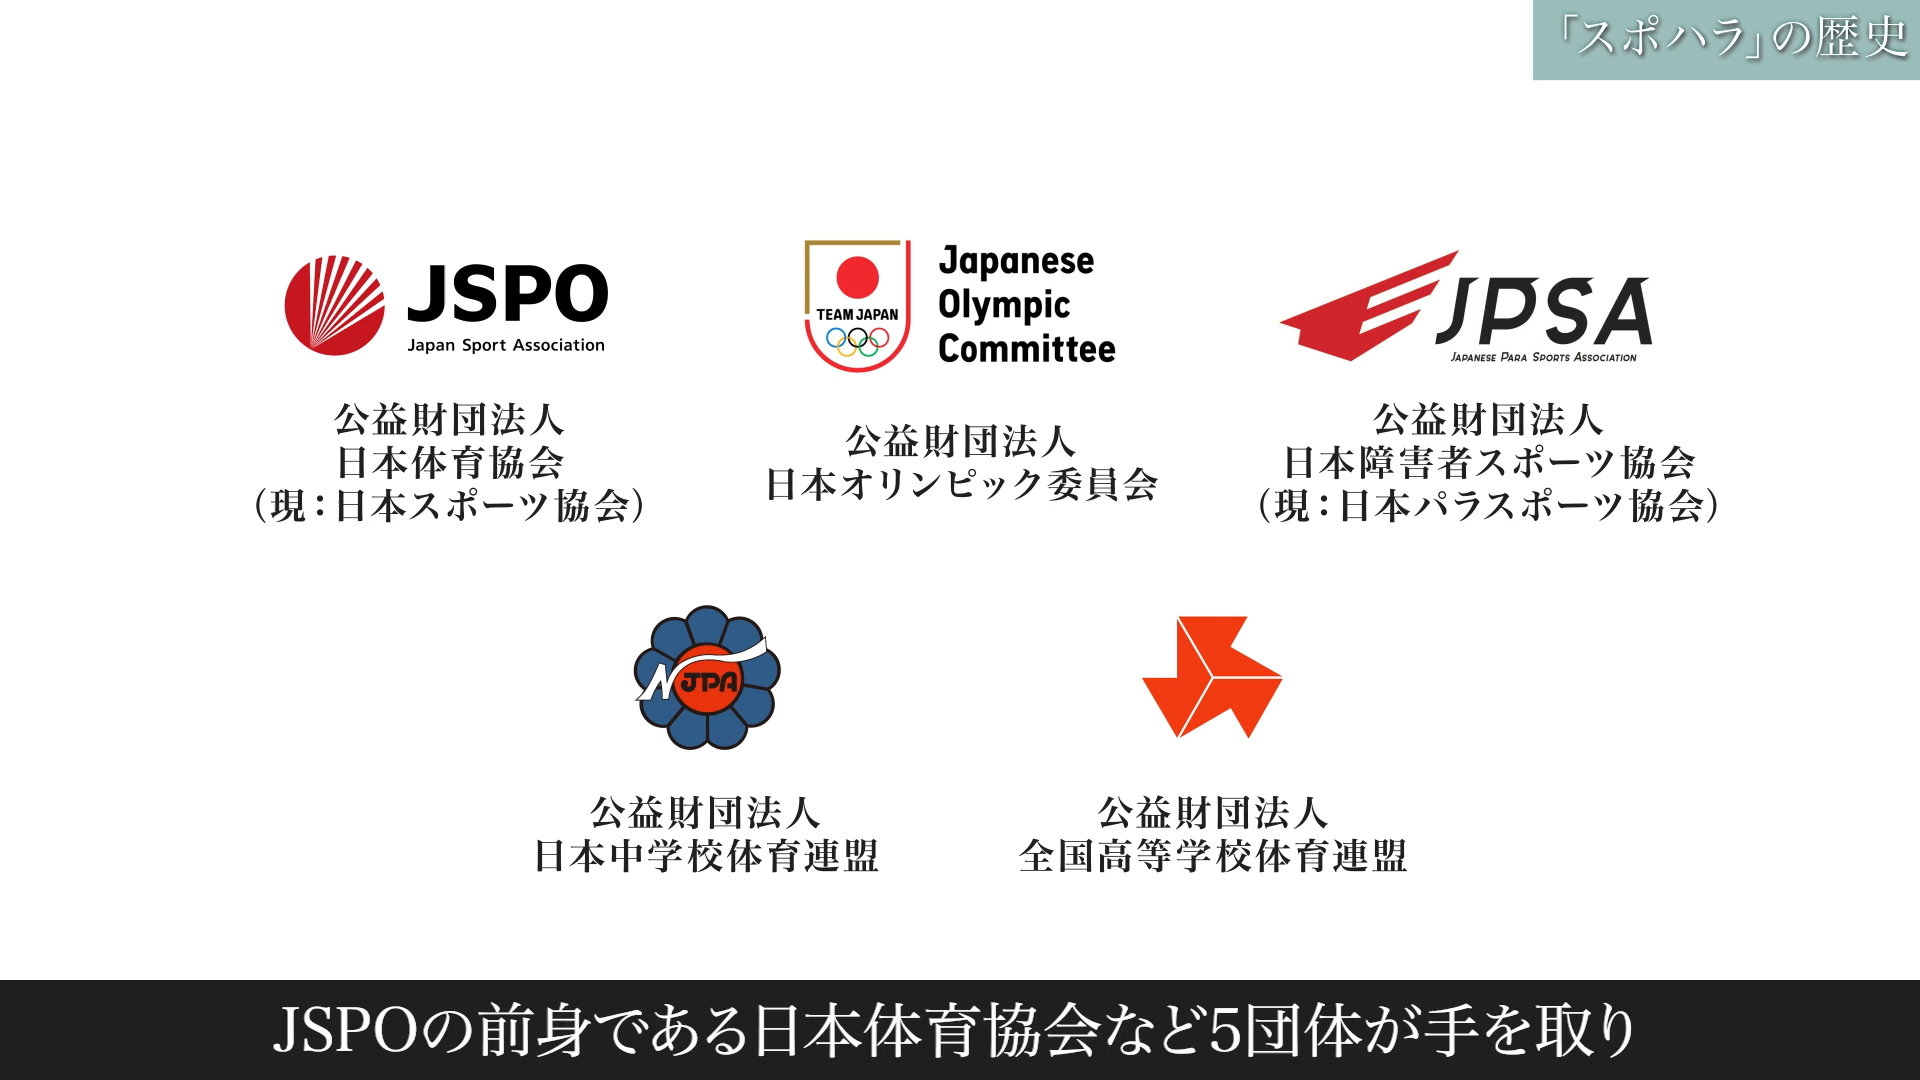 「スポハラ」の歴史
JSPO
Japan Sport Association
公益財団法人
日本体育協会
（現：日本スポーツ協会）
TEAM JAPAN
Japanese
Olympic
Committee
公益財団法人
日本オリンピック委員会
JPSA
JAPANESE PARA SPORTS ASSOCIATION
公益財団法人
日本障害者スポーツ協会
（現：日本パラスポーツ協会）
N JPA
公益財団法人
日本中学校体育連盟
公益財団法人
全国高等学校体育連盟
JSPOの前身である日本体育協会など5団体が手を取り